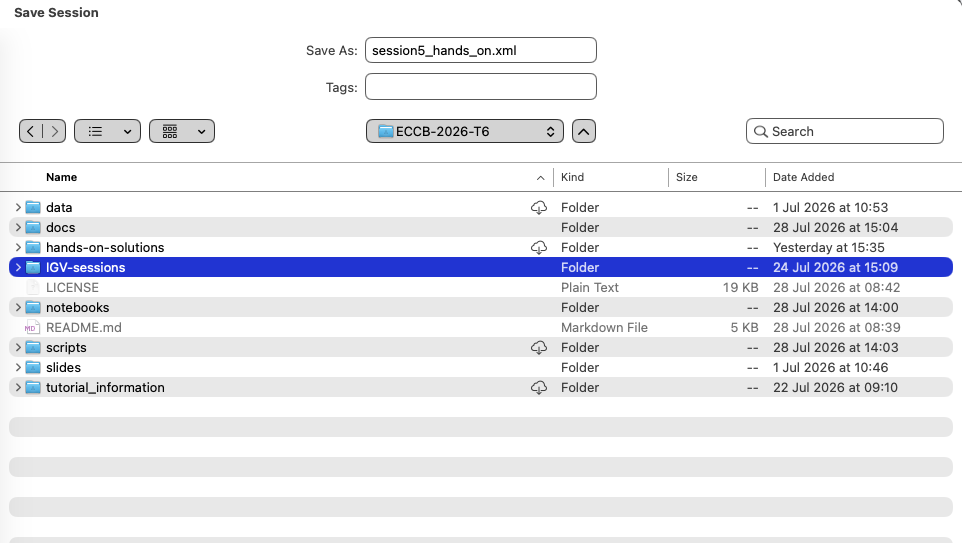 Save Session
Save As: session5_hands_on.xml
Tags:
ECCB-2026-T6 Search
Name Kind Size Date Added
data Folder -- 1 Jul 2026 at 10:53
docs Folder -- 28 Jul 2026 at 15:04
hands-on-solutions Folder -- Yesterday at 15:35
IGV-sessions Folder -- 24 Jul 2026 at 15:09
LICENSE Plain Text 19 KB 28 Jul 2026 at 08:42
notebooks Folder -- 28 Jul 2026 at 14:00
MD README.md Markdown File 5 KB 28 Jul 2026 at 08:39
scripts Folder -- 28 Jul 2026 at 14:03
slides Folder -- 1 Jul 2026 at 10:46
tutorial_information Folder -- 22 Jul 2026 at 09:10